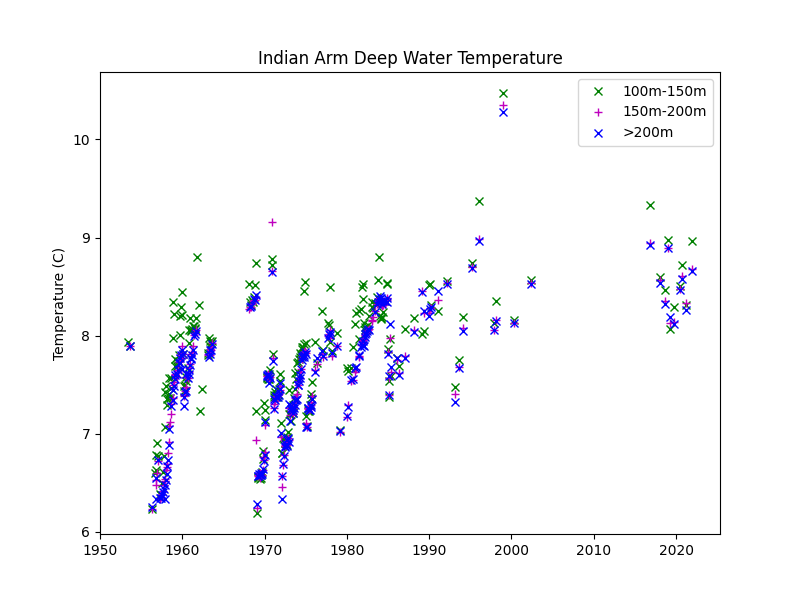 Indian Arm Deep Water Temperature
100m-150m
150m-200m
>200m
Temperature (C)
10
9
8
7
6
1950 1960 1970 1980 1990 2000 2010 2020